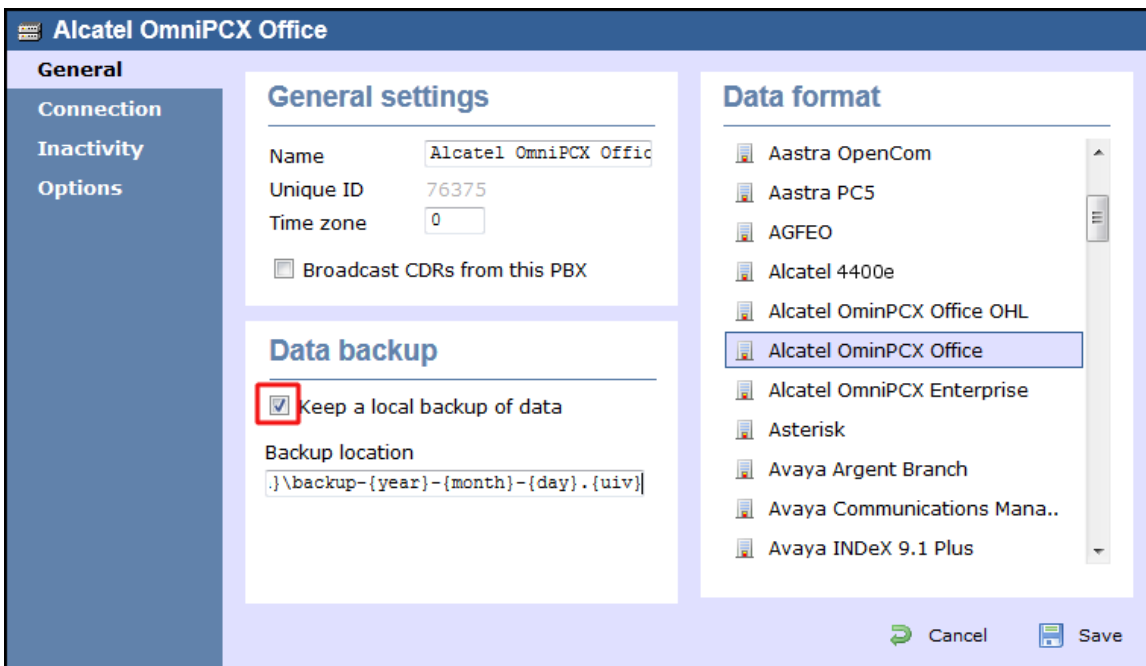 Alcatel OmniPCX Office
General
Connection
Inactivity
Options
General settings
Name Alcatel OmniPCX Offic
Unique ID 76375
Time zone 0
Broadcast CDRs from this PBX
Data backup
Keep a local backup of data
Backup location
.}\backup-{year}-{month}-{day}.{uiv}
Data format
Aastra OpenCom
Aastra PC5
AGFEO
Alcatel 4400e
Alcatel OminPCX Office OHL
Alcatel OminPCX Office
Alcatel OmniPCX Enterprise
Asterisk
Avaya Argent Branch
Avaya Communications Mana..
Avaya INDeX 9.1 Plus
Cancel Save